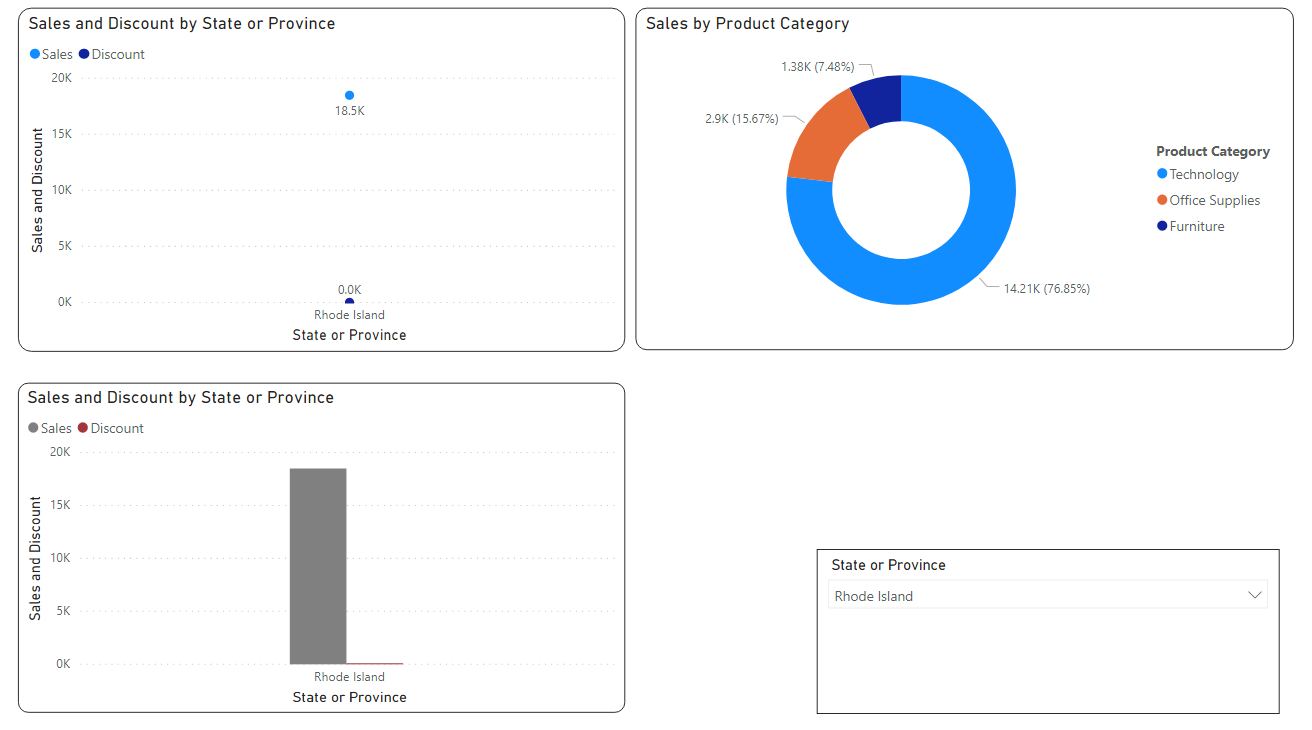 Sales and Discount by State or Province
Sales Discount
20K
15K
10K
5K
0K
Sales and Discount
18.5K
0.0K
Rhode Island
State or Province
Sales by Product Category
1.38K (7.48%)
2.9K (15.67%)
14.21K (76.85%)
Product Category
Technology
Office Supplies
Furniture
Sales and Discount by State or Province
Sales Discount
20K
15K
10K
5K
0K
Sales and Discount
Rhode Island
State or Province
State or Province
Rhode Island